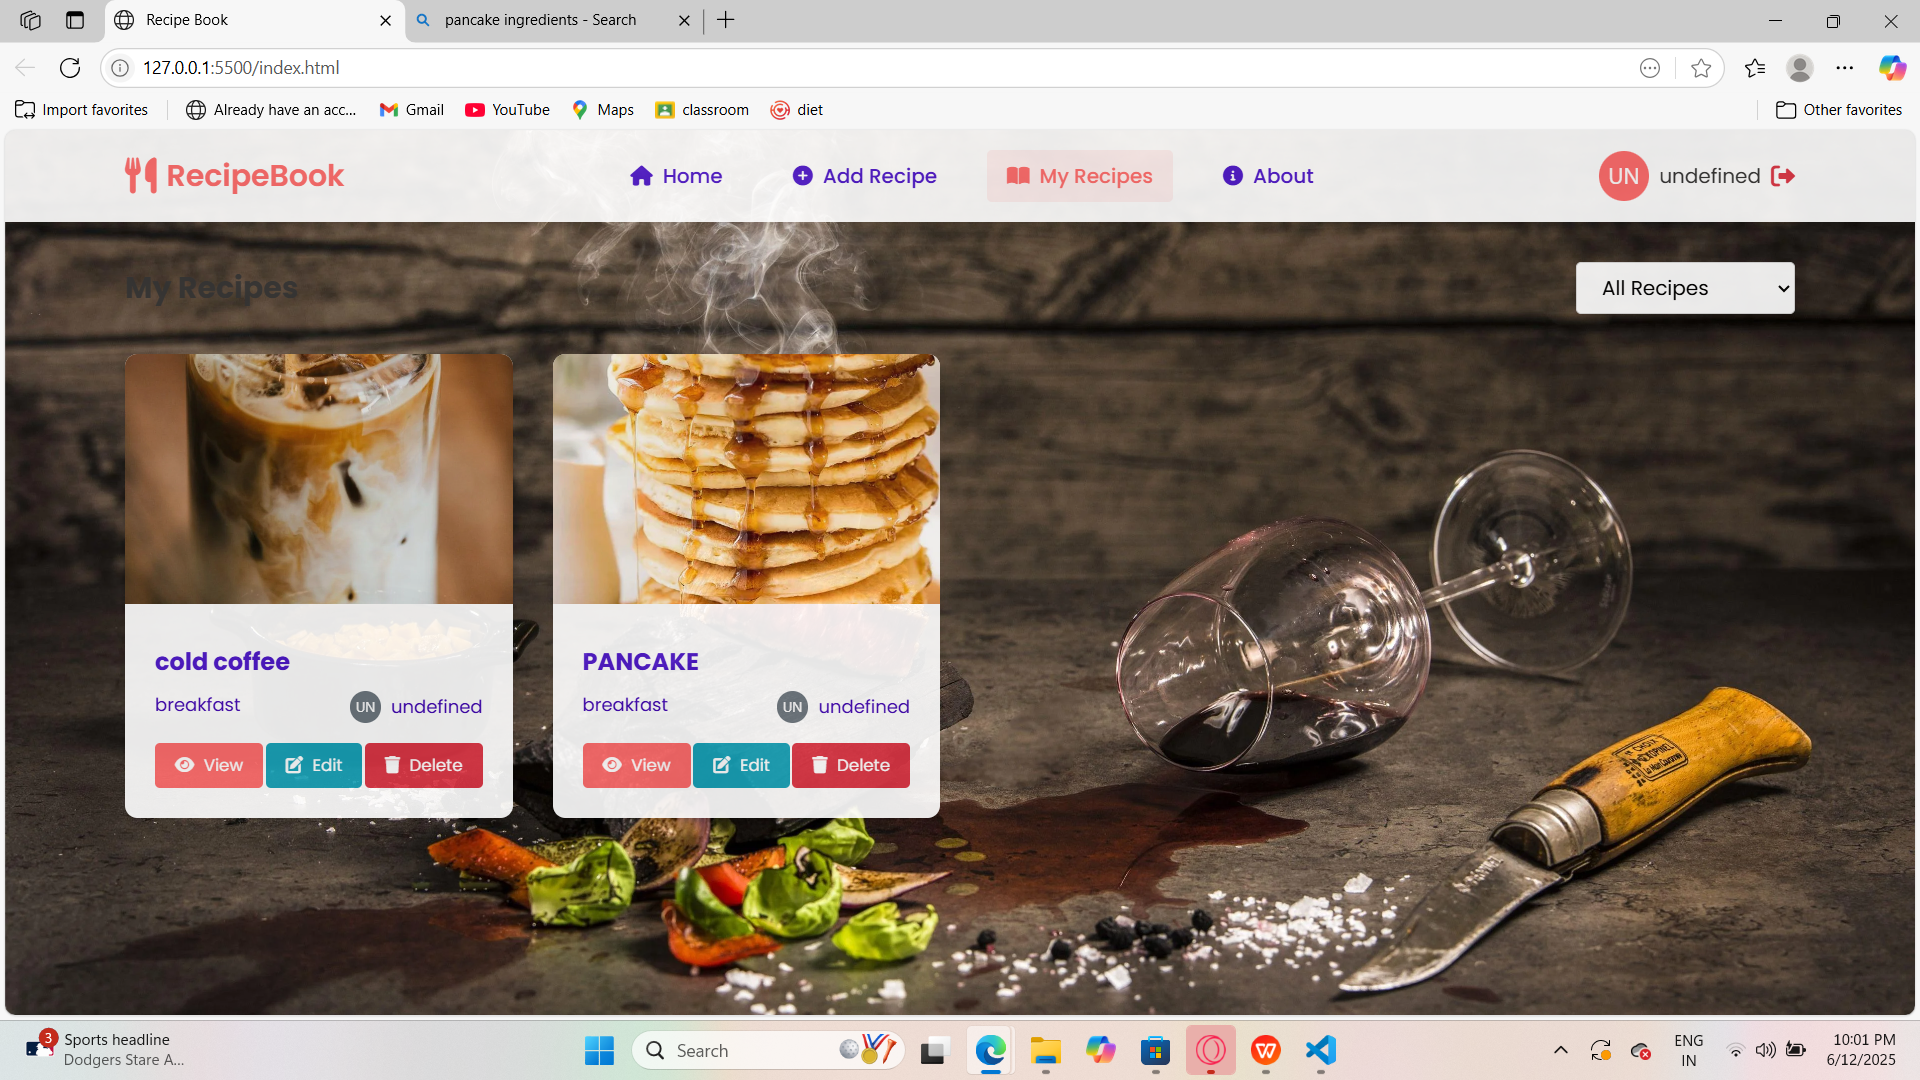 Recipe Book
pancake ingredients - Search
127.0.0.1:5500/index.html
Import favorites
Already have an acc...
Gmail
YouTube
Maps
classroom
diet
Other favorites
RecipeBook
Home
Add Recipe
My Recipes
About
UN
undefined
My Recipes
All Recipes
cold coffee
breakfast
UN
undefined
View
Edit
Delete
PANCAKE
breakfast
UN
undefined
View
Edit
Delete
3
Sports headline
Dodgers Stare A...
Search
ENG
IN
10:01 PM
6/12/2025